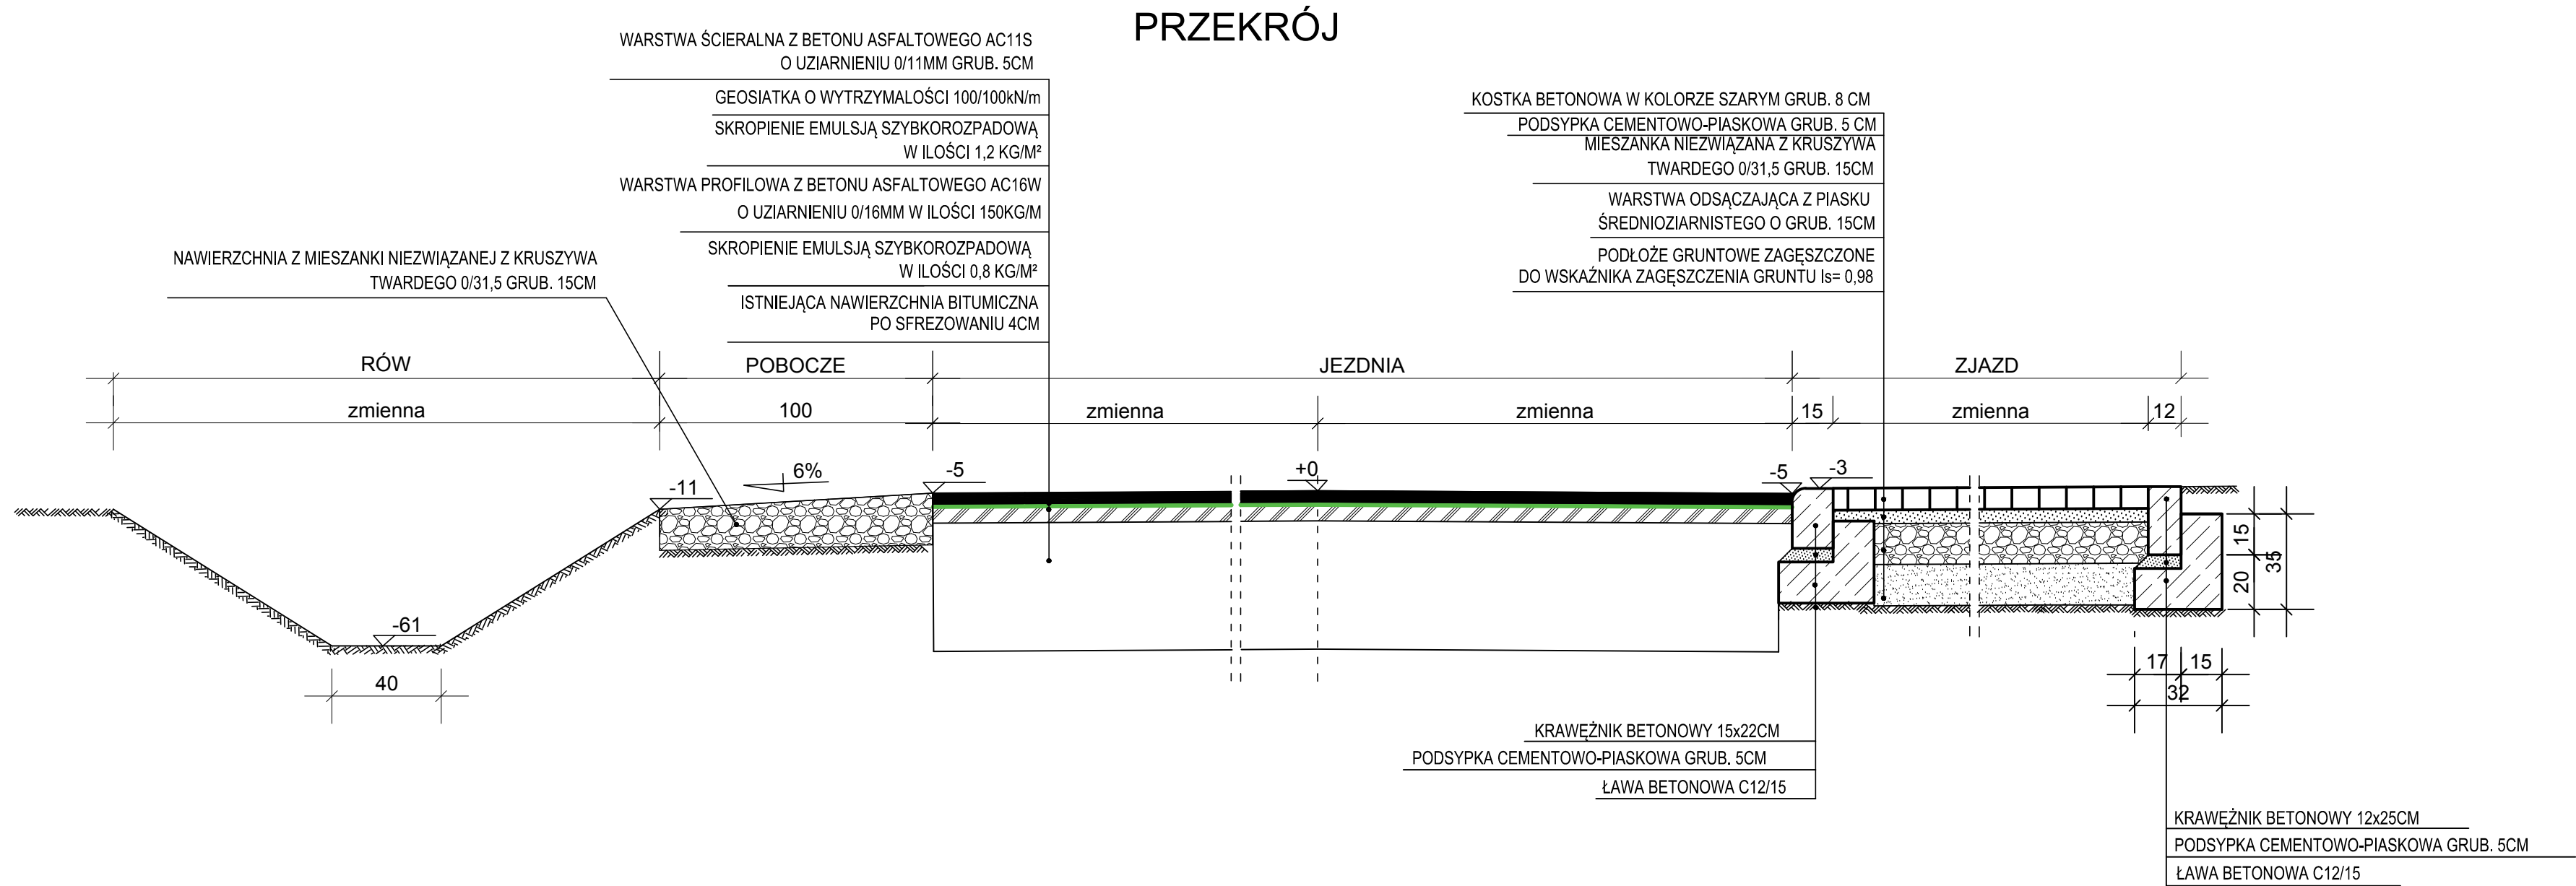 PRZEKRÓJ
WARSTWA ŚCIERALNA Z BETONU ASFALTOWEGO AC11S
O UZIARNIENIU 0/11MM GRUB. 5CM
GEOSIATKA O WYTRZYMALOŚCI 100/100kN/m
SKROPIENIE EMULSJĄ SZYBKOROZPADOWĄ
W ILOŚCI 1,2 KG/M²
WARSTWA PROFILOWA Z BETONU ASFALTOWEGO AC16W
O UZIARNIENIU 0/16MM W ILOŚCI 150KG/M
SKROPIENIE EMULSJĄ SZYBKOROZPADOWĄ
W ILOŚCI 0,8 KG/M²
ISTNIEJĄCA NAWIERZCHNIA BITUMICZNA
PO SFREZOWANIU 4CM
NAWIERZCHNIA Z MIESZANKI NIEZWIĄZANEJ Z KRUSZYWA
TWARDEGO 0/31,5 GRUB. 15CM
KOSTKA BETONOWA W KOLORZE SZARYM GRUB. 8 CM
PODSYPKA CEMENTOWO-PIASKOWA GRUB. 5 CM
MIESZANKA NIEZWIĄZANA Z KRUSZYWA
TWARDEGO 0/31,5 GRUB. 15CM
WARSTWA ODSĄCZAJĄCA Z PIASKU
ŚREDNIOZIARNISTEGO O GRUB. 15CM
PODŁOŻE GRUNTOWE ZAGĘSZCZONE
DO WSKAŹNIKA ZAGĘSZCZENIA GRUNTU Is= 0,98
RÓW POBOCZE JEZDNIA ZJAZD
zmienna 100 zmienna zmienna 15 zmienna 12
-11 6% -5 +0 -5 -3
-61
40
15
20
35
17 15
32
KRAWĘŻNIK BETONOWY 15x22CM
PODSYPKA CEMENTOWO-PIASKOWA GRUB. 5CM
ŁAWA BETONOWA C12/15
KRAWĘŻNIK BETONOWY 12x25CM
PODSYPKA CEMENTOWO-PIASKOWA GRUB. 5CM
ŁAWA BETONOWA C12/15